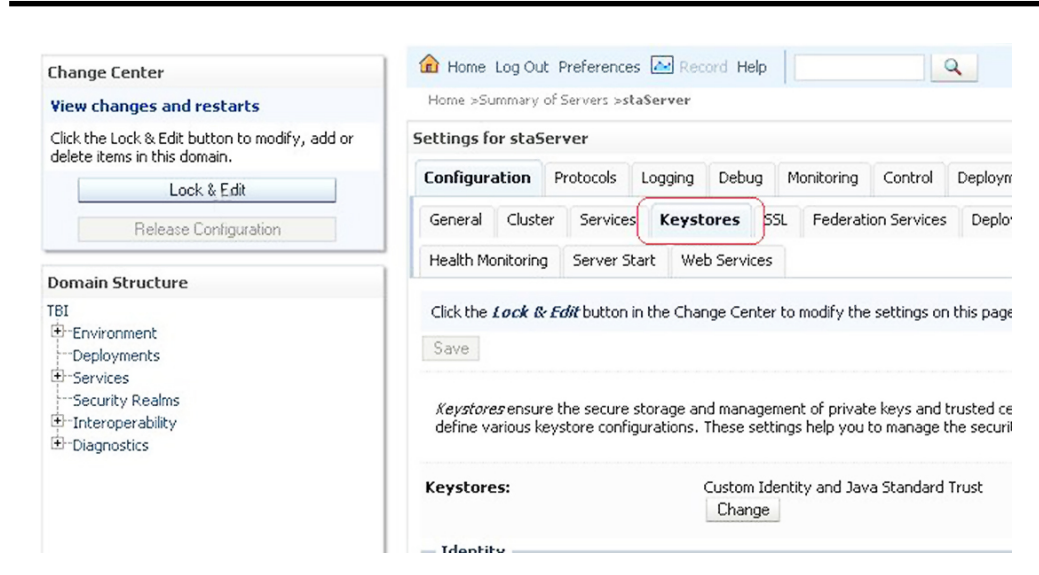 Change Center
View changes and restarts
Click the Lock & Edit button to modify, add or
delete items in this domain.
Lock & Edit
Release Configuration
Domain Structure
TBI
Environment
Deployments
Services
Security Realms
Interoperability
Diagnostics
Home Log Out Preferences Record Help
Home >Summary of Servers >staServer
Settings for staServer
Configuration Protocols Logging Debug Monitoring Control Deploym
General Cluster Services Keystores SSL Federation Services Deplo
Health Monitoring Server Start Web Services
Click the Lock & Edit button in the Change Center to modify the settings on this page
Save
Keystores ensure the secure storage and management of private keys and trusted ce
define various keystore configurations. These settings help you to manage the securi
Keystores: Custom Identity and Java Standard Trust
Change
Identity